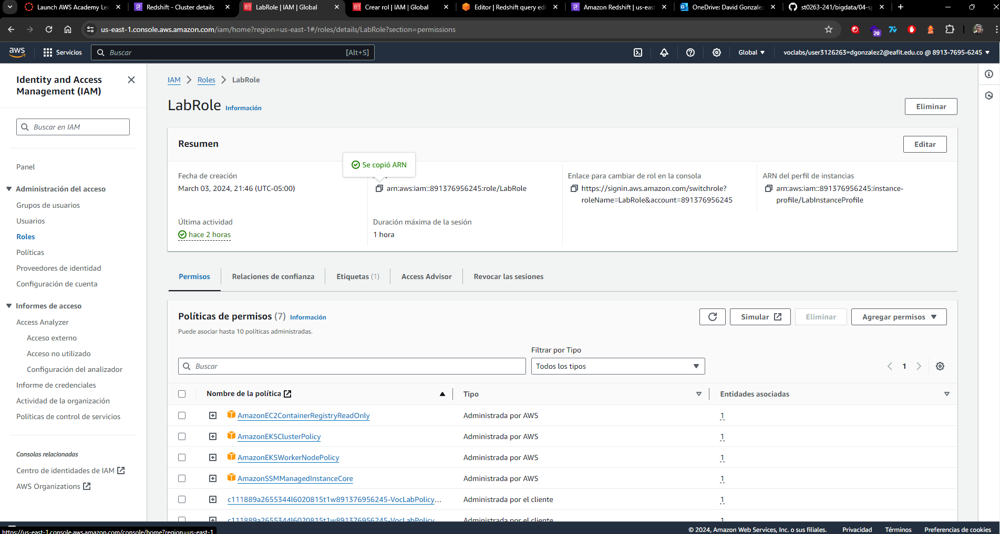 Launch AWS Academy Le
Redshift - Cluster details
LabRole | IAM | Global
Crear rol | IAM | Global
Editor | Redshift query edi
Amazon Redshift | us-east
OneDrive: David Gonzalez
st0263-241/bigdata/04-sp
us-east-1.console.aws.amazon.com/iam/home?region=us-east-1#/roles/details/LabRole?section=permissions
20
aws
Servicios
Buscar
[Alt+S]
Global
voclabs/user3126263=dgonzalez2@eafit.edu.co @ 8913-7695-6245
Identity and Access
Management (IAM)
Buscar en IAM
Panel
Administración del acceso
Grupos de usuarios
Usuarios
Roles
Políticas
Proveedores de identidad
Configuración de cuenta
Informes de acceso
Access Analyzer
Acceso externo
Acceso no utilizado
Configuración del analizador
Informe de credenciales
Actividad de la organización
Políticas de control de servicios
Consolas relacionadas
Centro de identidades de IAM
AWS Organizations
IAM
Roles
LabRole
LabRole
Información
Eliminar
Resumen
Editar
Se copió ARN
Fecha de creación
March 03, 2024, 21:46 (UTC-05:00)
arn:aws:iam::891376956245:role/LabRole
Enlace para cambiar de rol en la consola
https://signin.aws.amazon.com/switchrole?
roleName=LabRole&account=891376956245
ARN del perfil de instancias
arn:aws:iam::891376956245:instance-
profile/LabInstanceProfile
Última actividad
hace 2 horas
Duración máxima de la sesión
1 hora
Permisos
Relaciones de confianza
Etiquetas (1)
Access Advisor
Revocar las sesiones
Políticas de permisos (7)
Información
Puede asociar hasta 10 políticas administradas.
Simular
Eliminar
Agregar permisos
Filtrar por Tipo
Buscar
Todos los tipos
1
Nombre de la política
Tipo
Entidades asociadas
AmazonEC2ContainerRegistryReadOnly
Administrada por AWS
1
AmazonEKSClusterPolicy
Administrada por AWS
1
AmazonEKSWorkerNodePolicy
Administrada por AWS
1
AmazonSSMManagedInstanceCore
Administrada por AWS
1
c111889a2655344l6020815t1w891376956245-VocLabPolicy...
Administrada por el cliente
1
c111889a2655344l6020815t1w891376956245-VocLabPolicy
Administrada por el cliente
1
https://us-east-1.console.aws.amazon.com/console/home?region=us-east-1
© 2024, Amazon Web Services, Inc. o sus filiales.
Privacidad
Términos
Preferencias de cookies